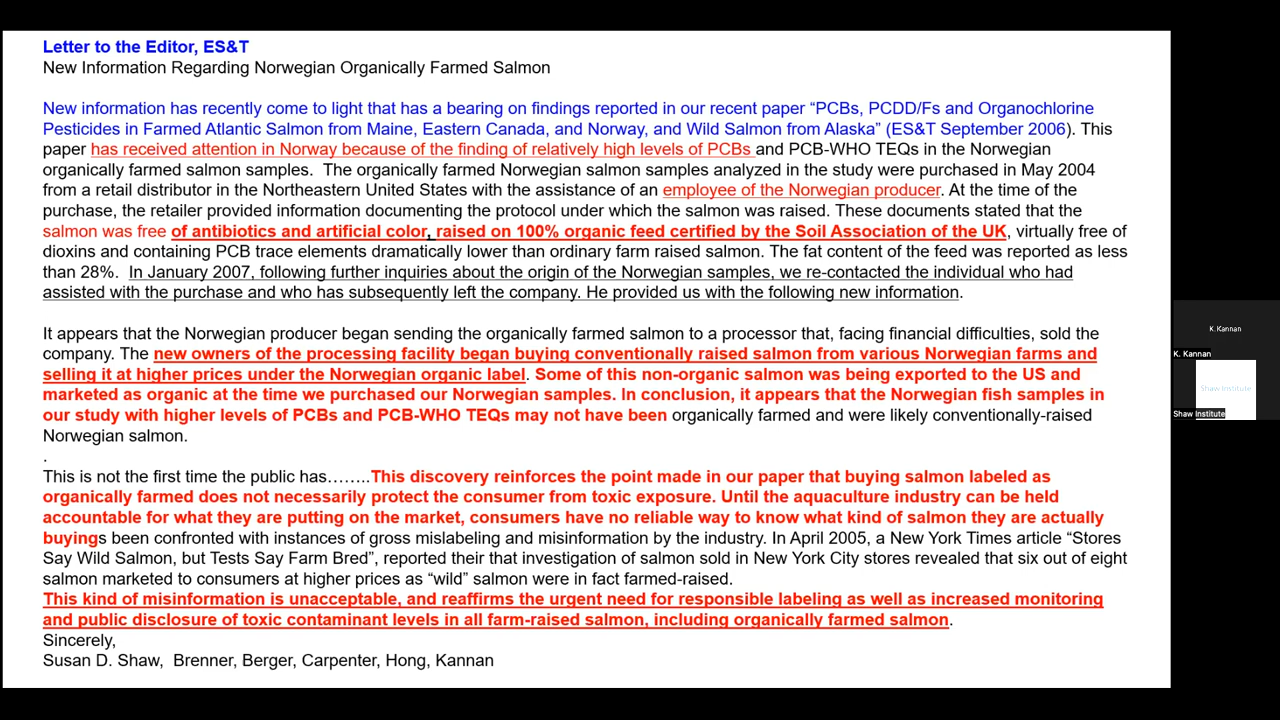 Letter to the Editor, ES&T
New Information Regarding Norwegian Organically Farmed Salmon
New information has recently come to light that has a bearing on findings reported in our recent paper “PCBs, PCDD/Fs and Organochlorine
Pesticides in Farmed Atlantic Salmon from Maine, Eastern Canada, and Norway, and Wild Salmon from Alaska” (ES&T September 2006). This
paper has received attention in Norway because of the finding of relatively high levels of PCBs and PCB-WHO TEQs in the Norwegian
organically farmed salmon samples.  The organically farmed Norwegian salmon samples analyzed in the study were purchased in May 2004
from a retail distributor in the Northeastern United States with the assistance of an employee of the Norwegian producer. At the time of the
purchase, the retailer provided information documenting the protocol under which the salmon was raised. These documents stated that the
salmon was free of antibiotics and artificial color, raised on 100% organic feed certified by the Soil Association of the UK, virtually free of
dioxins and containing PCB trace elements dramatically lower than ordinary farm raised salmon. The fat content of the feed was reported as less
than 28%.  In January 2007, following further inquiries about the origin of the Norwegian samples, we re-contacted the individual who had
assisted with the purchase and who has subsequently left the company. He provided us with the following new information.
It appears that the Norwegian producer began sending the organically farmed salmon to a processor that, facing financial difficulties, sold the
company. The new owners of the processing facility began buying conventionally raised salmon from various Norwegian farms and
selling it at higher prices under the Norwegian organic label. Some of this non-organic salmon was being exported to the US and
marketed as organic at the time we purchased our Norwegian samples. In conclusion, it appears that the Norwegian fish samples in
our study with higher levels of PCBs and PCB-WHO TEQs may not have been organically farmed and were likely conventionally-raised
Norwegian salmon.
.
This is not the first time the public has……..This discovery reinforces the point made in our paper that buying salmon labeled as
organically farmed does not necessarily protect the consumer from toxic exposure. Until the aquaculture industry can be held
accountable for what they are putting on the market, consumers have no reliable way to know what kind of salmon they are actually
buyings been confronted with instances of gross mislabeling and misinformation by the industry. In April 2005, a New York Times article “Stores
Say Wild Salmon, but Tests Say Farm Bred”, reported their that investigation of salmon sold in New York City stores revealed that six out of eight
salmon marketed to consumers at higher prices as “wild” salmon were in fact farmed-raised.
This kind of misinformation is unacceptable, and reaffirms the urgent need for responsible labeling as well as increased monitoring
and public disclosure of toxic contaminant levels in all farm-raised salmon, including organically farmed salmon.
Sincerely,
Susan D. Shaw,  Brenner, Berger, Carpenter, Hong, Kannan
K. Kannan
K. Kannan
Shaw Institute
Shaw Institute